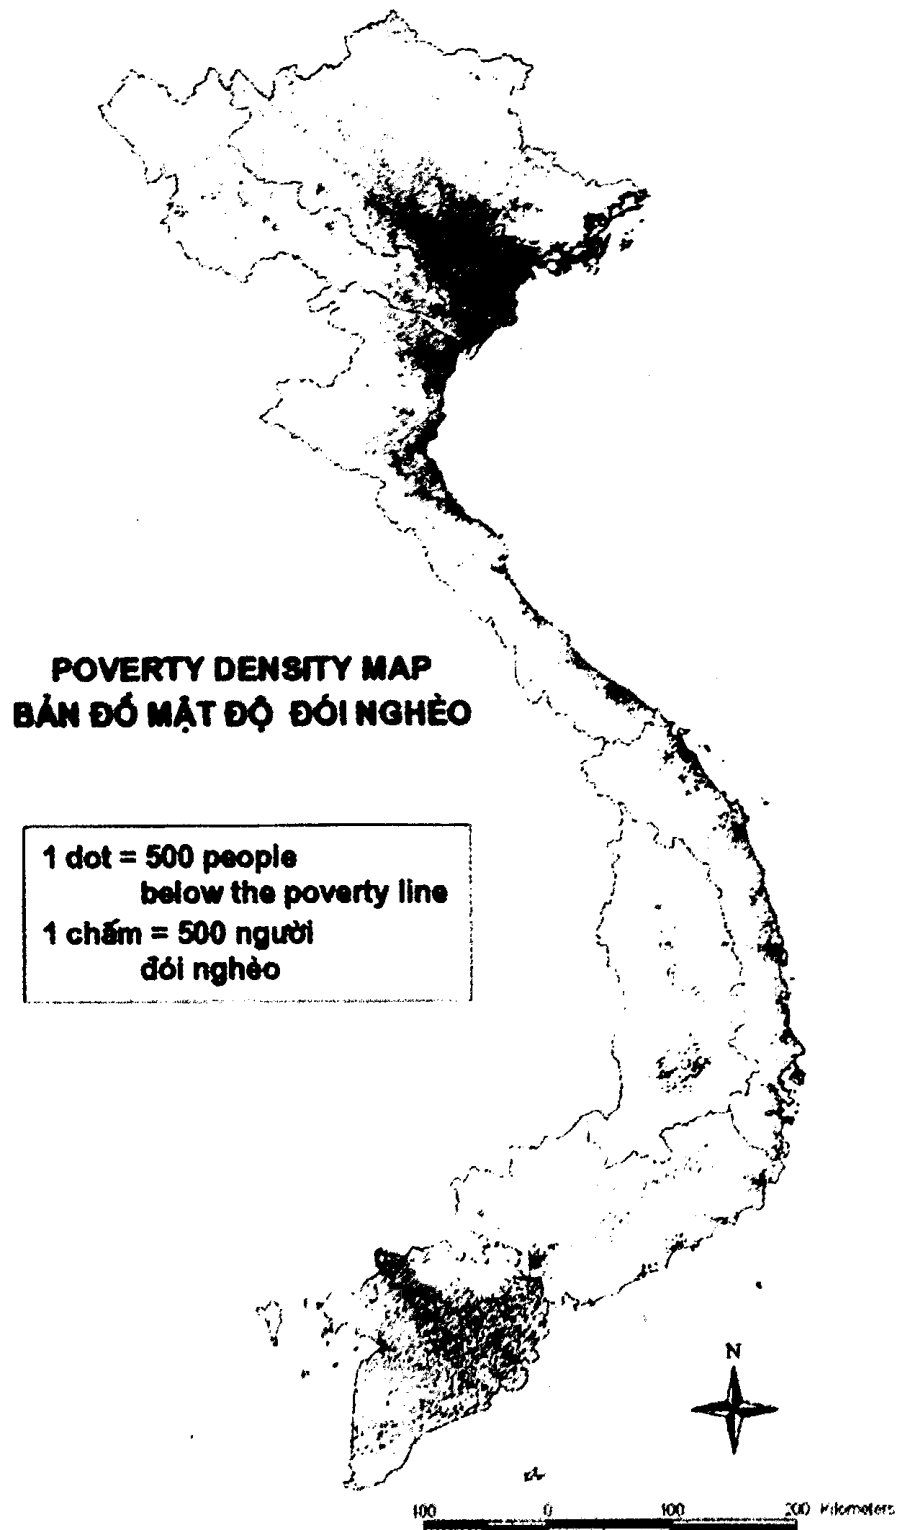 POVERTY DENSITY MAP
BẢN ĐỒ MẬT ĐỘ ĐÓI NGHÈO
1 dot = 500 people
below the poverty line
1 chấm = 500 người
đói nghèo
N
100 0 100 200 Kilometers